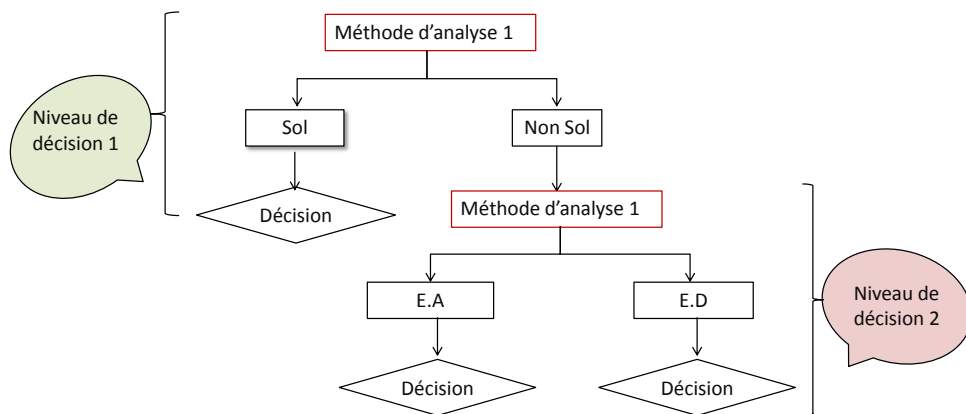 Méthode d'analyse 1
Niveau de
décision 1
Sol
Non Sol
Décision
Méthode d'analyse 1
E.A
E.D
Niveau de
décision 2
Décision
Décision